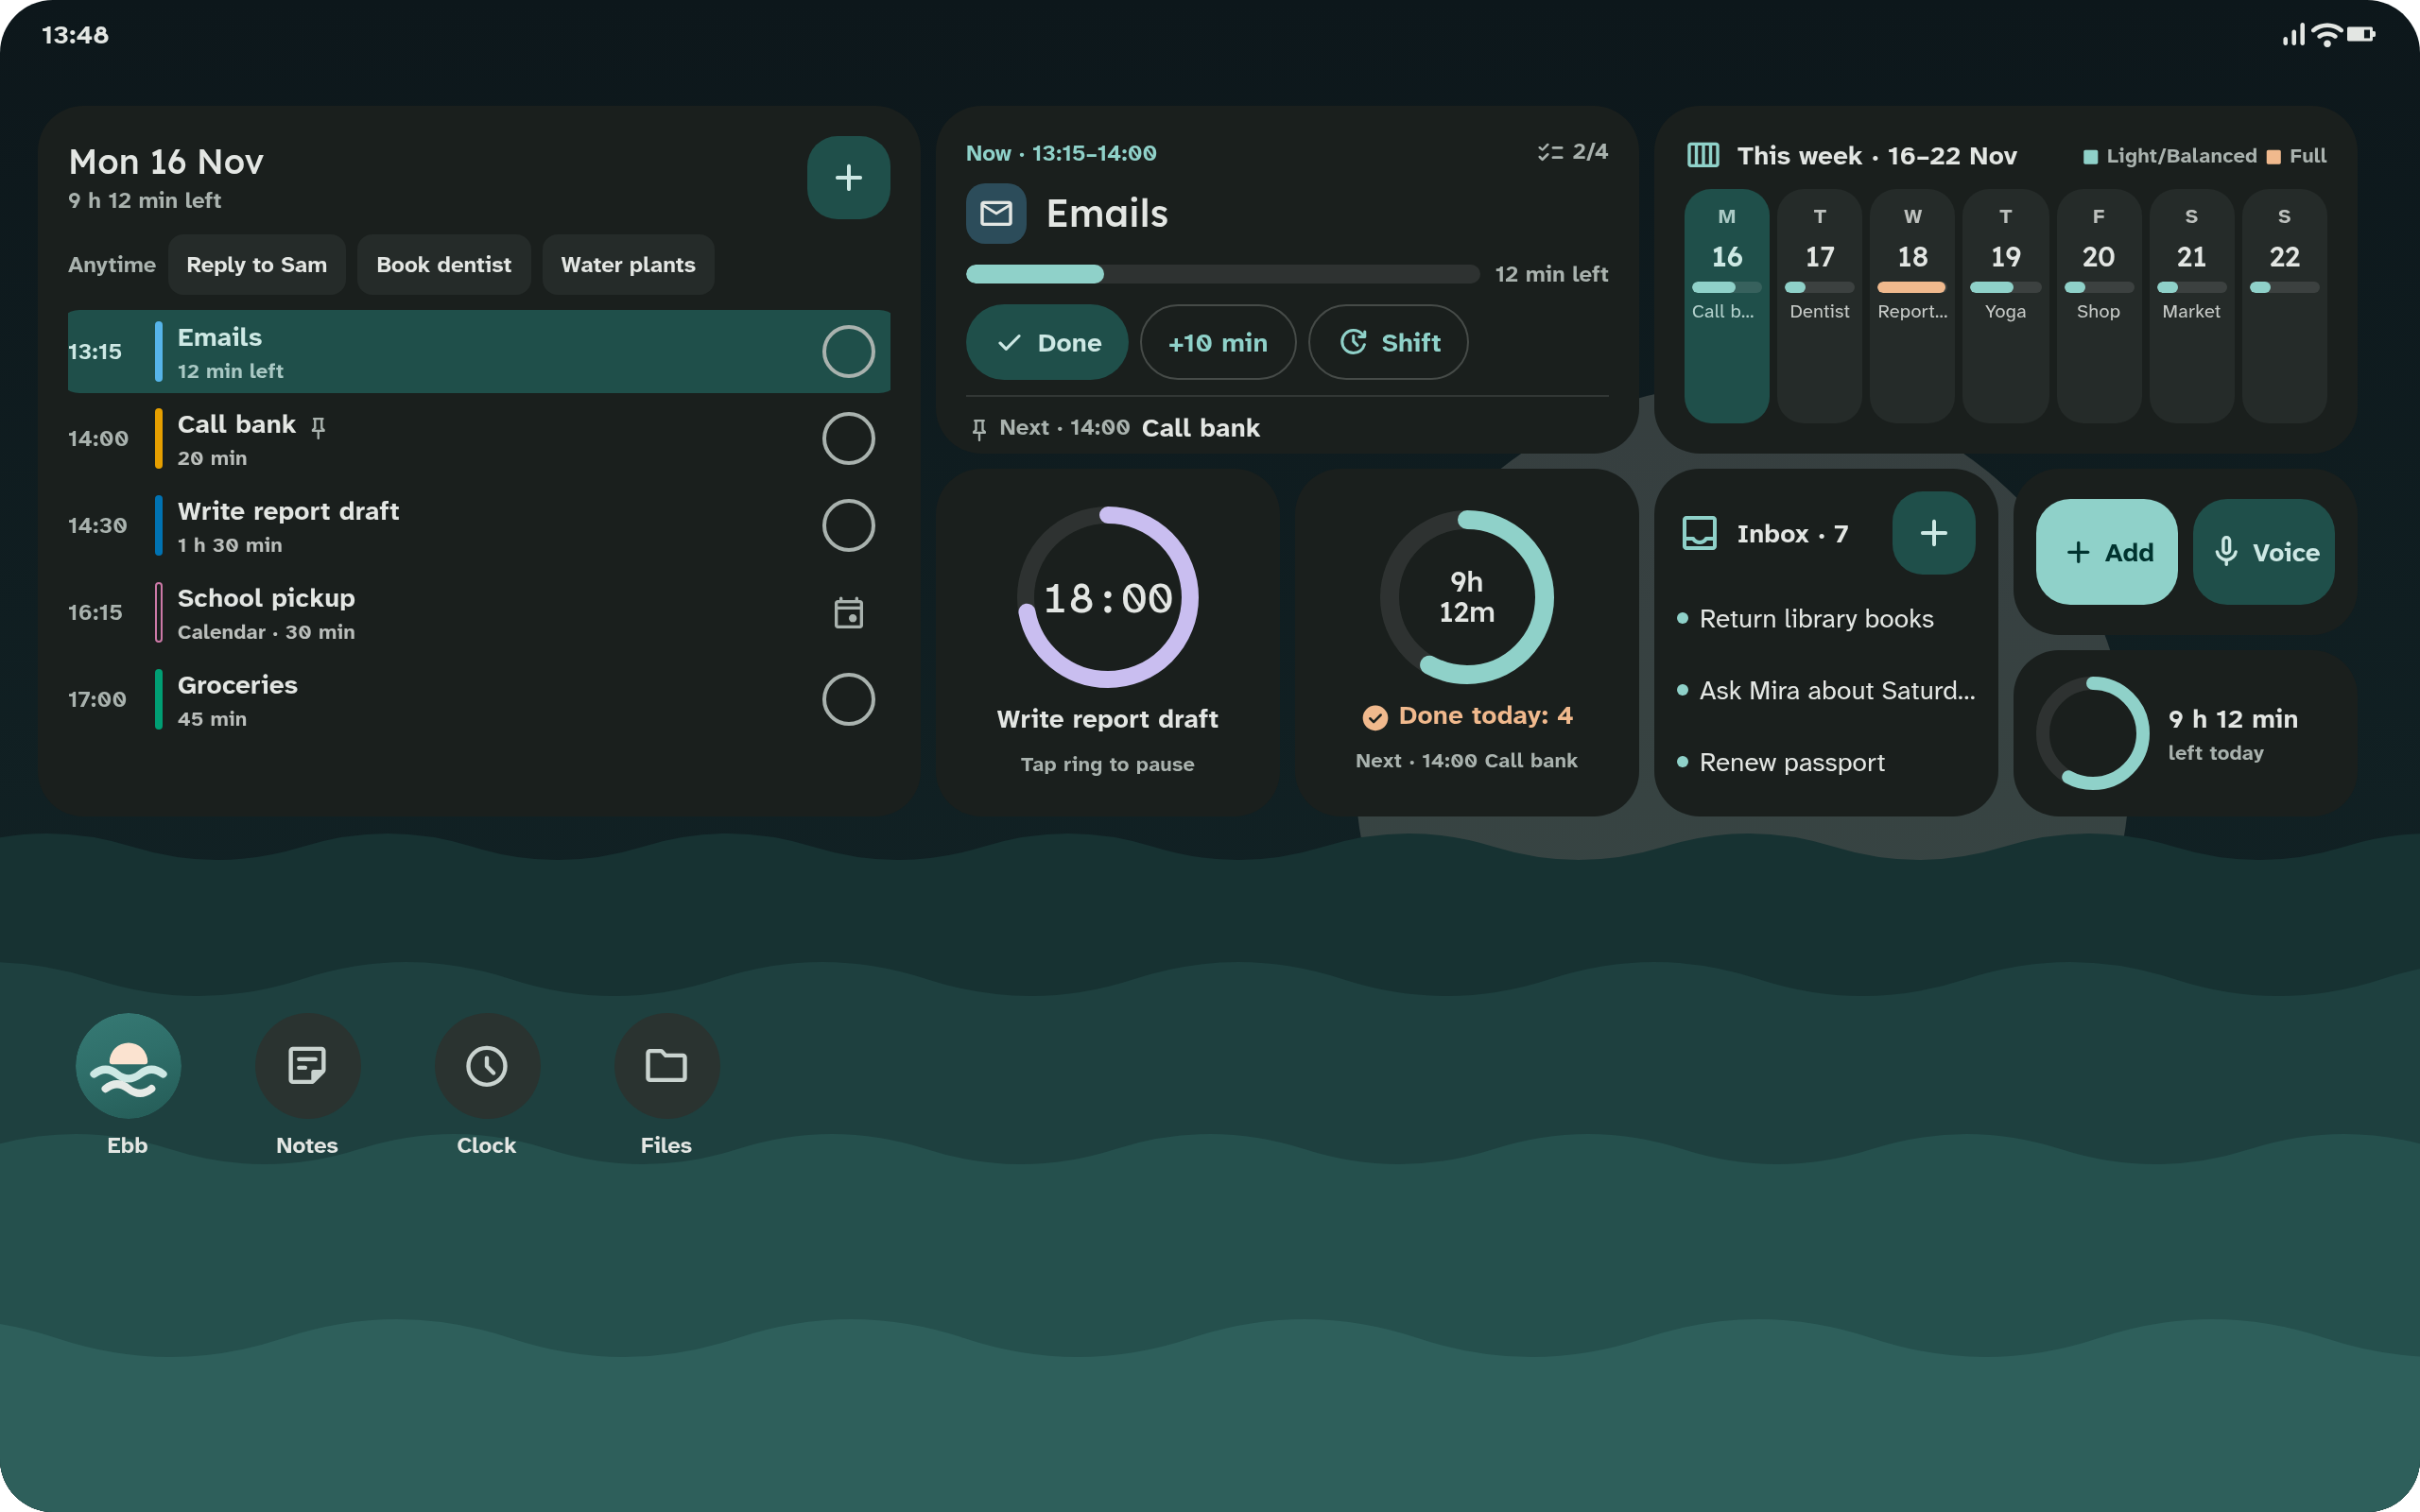 13:48
Mon 16 Nov
9 h 12 min left
Anytime Reply to Sam Book dentist Water plants
13:15 Emails
12 min left
14:00 Call bank
20 min
14:30 Write report draft
1 h 30 min
16:15 School pickup
Calendar · 30 min
17:00 Groceries
45 min
Now · 13:15–14:00 2/4
Emails
12 min left
Done +10 min Shift
Next · 14:00 Call bank
This week · 16–22 Nov Light/Balanced Full
M T W T F S S
16 17 18 19 20 21 22
Call b... Dentist Report... Yoga Shop Market
18:00
Write report draft
Tap ring to pause
9h
12m
Done today: 4
Next · 14:00 Call bank
Inbox · 7
Return library books
Ask Mira about Saturd...
Renew passport
Add Voice
9 h 12 min
left today
Ebb Notes Clock Files